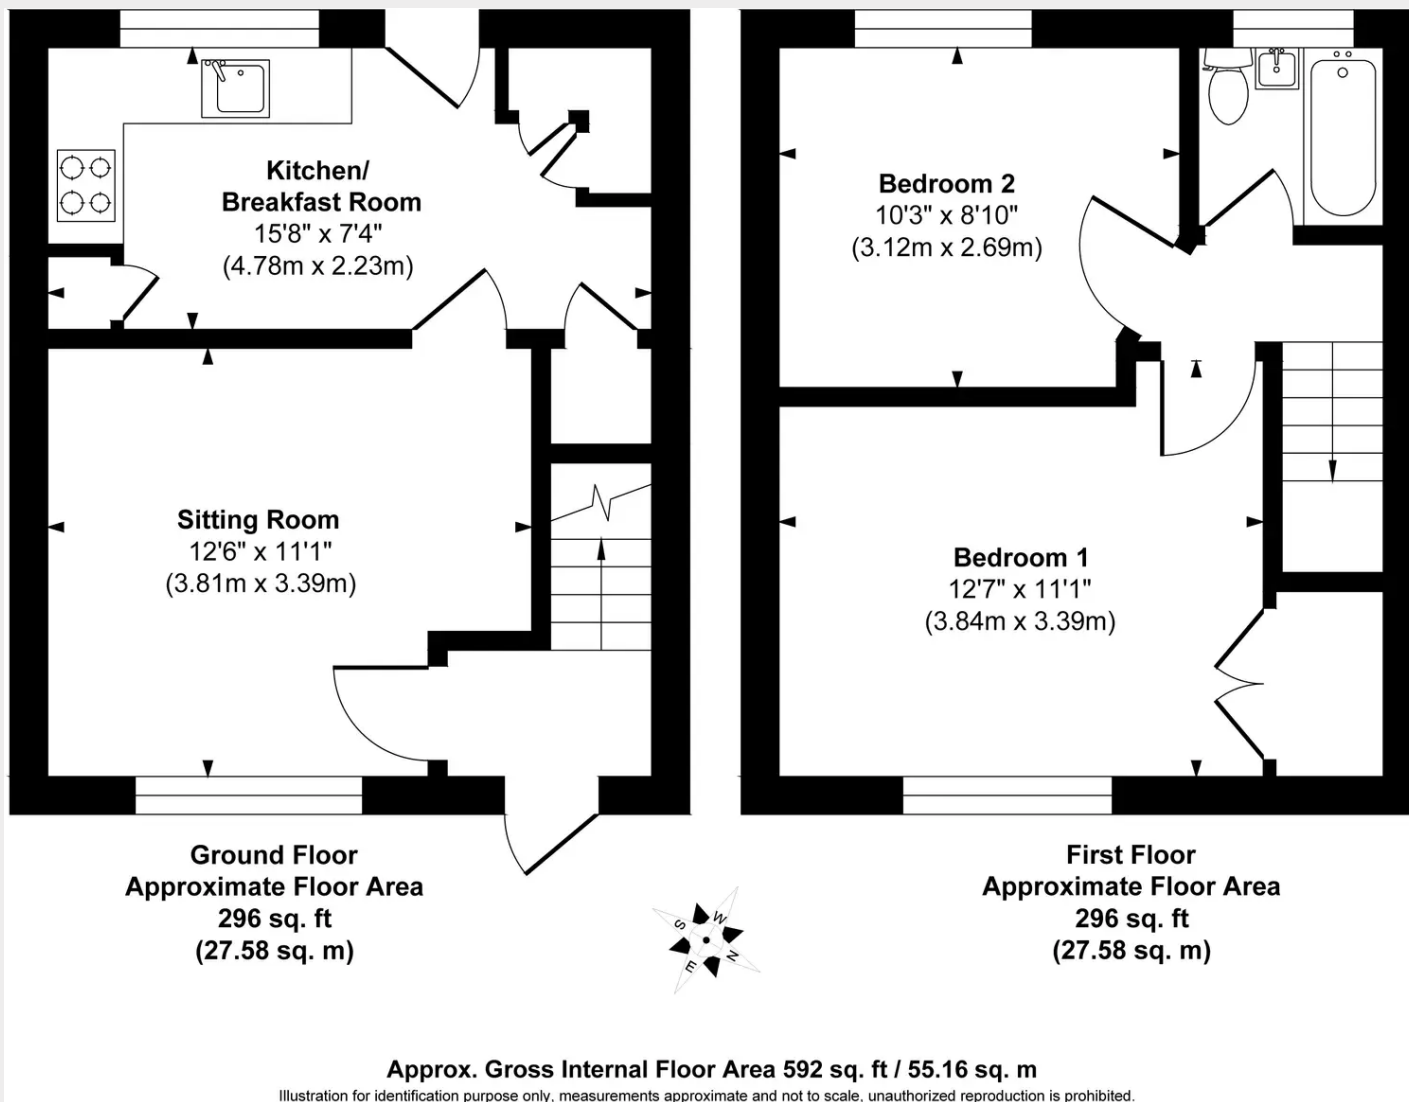 Kitchen/
Breakfast Room
15'8" x 7'4"
(4.78m x 2.23m)
Sitting Room
12'6" x 11'1"
(3.81m x 3.39m)
Bedroom 2
10'3" x 8'10"
(3.12m x 2.69m)
Bedroom 1
12'7" x 11'1"
(3.84m x 3.39m)
Ground Floor
Approximate Floor Area
296 sq. ft
(27.58 sq. m)
S
W
E
N
First Floor
Approximate Floor Area
296 sq. ft
(27.58 sq. m)
Approx. Gross Internal Floor Area 592 sq. ft / 55.16 sq. m
Illustration for identification purpose only, measurements approximate and not to scale, unauthorized reproduction is prohibited.